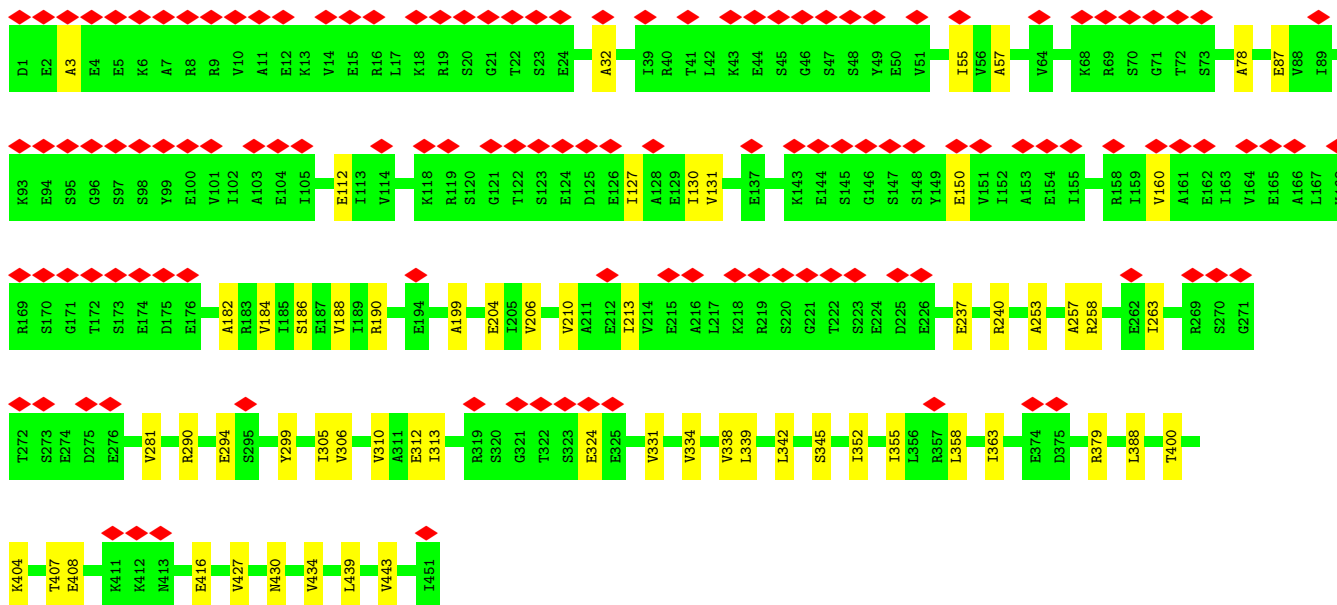 D1 E2 A3 E4 E5 K6 A7 R8 R9 V10 A11 E12 K13 V14 E15 R16 L17 K18 R19 S20 G21 T22 S23 E24 A32 I39 R40 T41 L42 K43 E44 S45 G46 S47 S48 Y49 E50 V51 I55 V56 A57 V64 K68 R69 S70 G71 T72 S73 A78 E87 V88 I89
K93 E94 S95 G96 S97 S98 Y99 E100 V101 I102 A103 E104 I105 E112 I113 V114 K118 R119 S120 G121 T122 S123 E124 D125 E126 I127 A128 E129 I130 V131 E137 K143 E144 S145 G146 S147 S148 Y149 E150 V151 I152 A153 E154 I155 R158 I159 V160 A161 E162 I163 V164 E165 A166 L167
R169 S170 G171 T172 S173 E174 D175 E176 A182 R183 V184 I185 S186 E187 V188 I189 R190 E194 A199 E204 I205 V206 V210 A211 E212 I213 V214 E215 A216 L217 K218 R219 S220 G221 T222 S223 E224 D225 E226 E237 R240 A253 A257 R258 E262 I263 R269 S270 G271
T272 S273 E274 D275 E276 V281 R290 E294 S295 Y299 I305 V306 V310 A311 E312 I313 R319 S320 G321 T322 S323 E324 E325 V331 V334 V338 L339 L342 S345 I352 I355 L356 R357 L358 I363 E374 D375 R379 L388 T400
K404 T407 E408 K411 K412 N413 E416 V427 N430 V434 L439 V443 I451